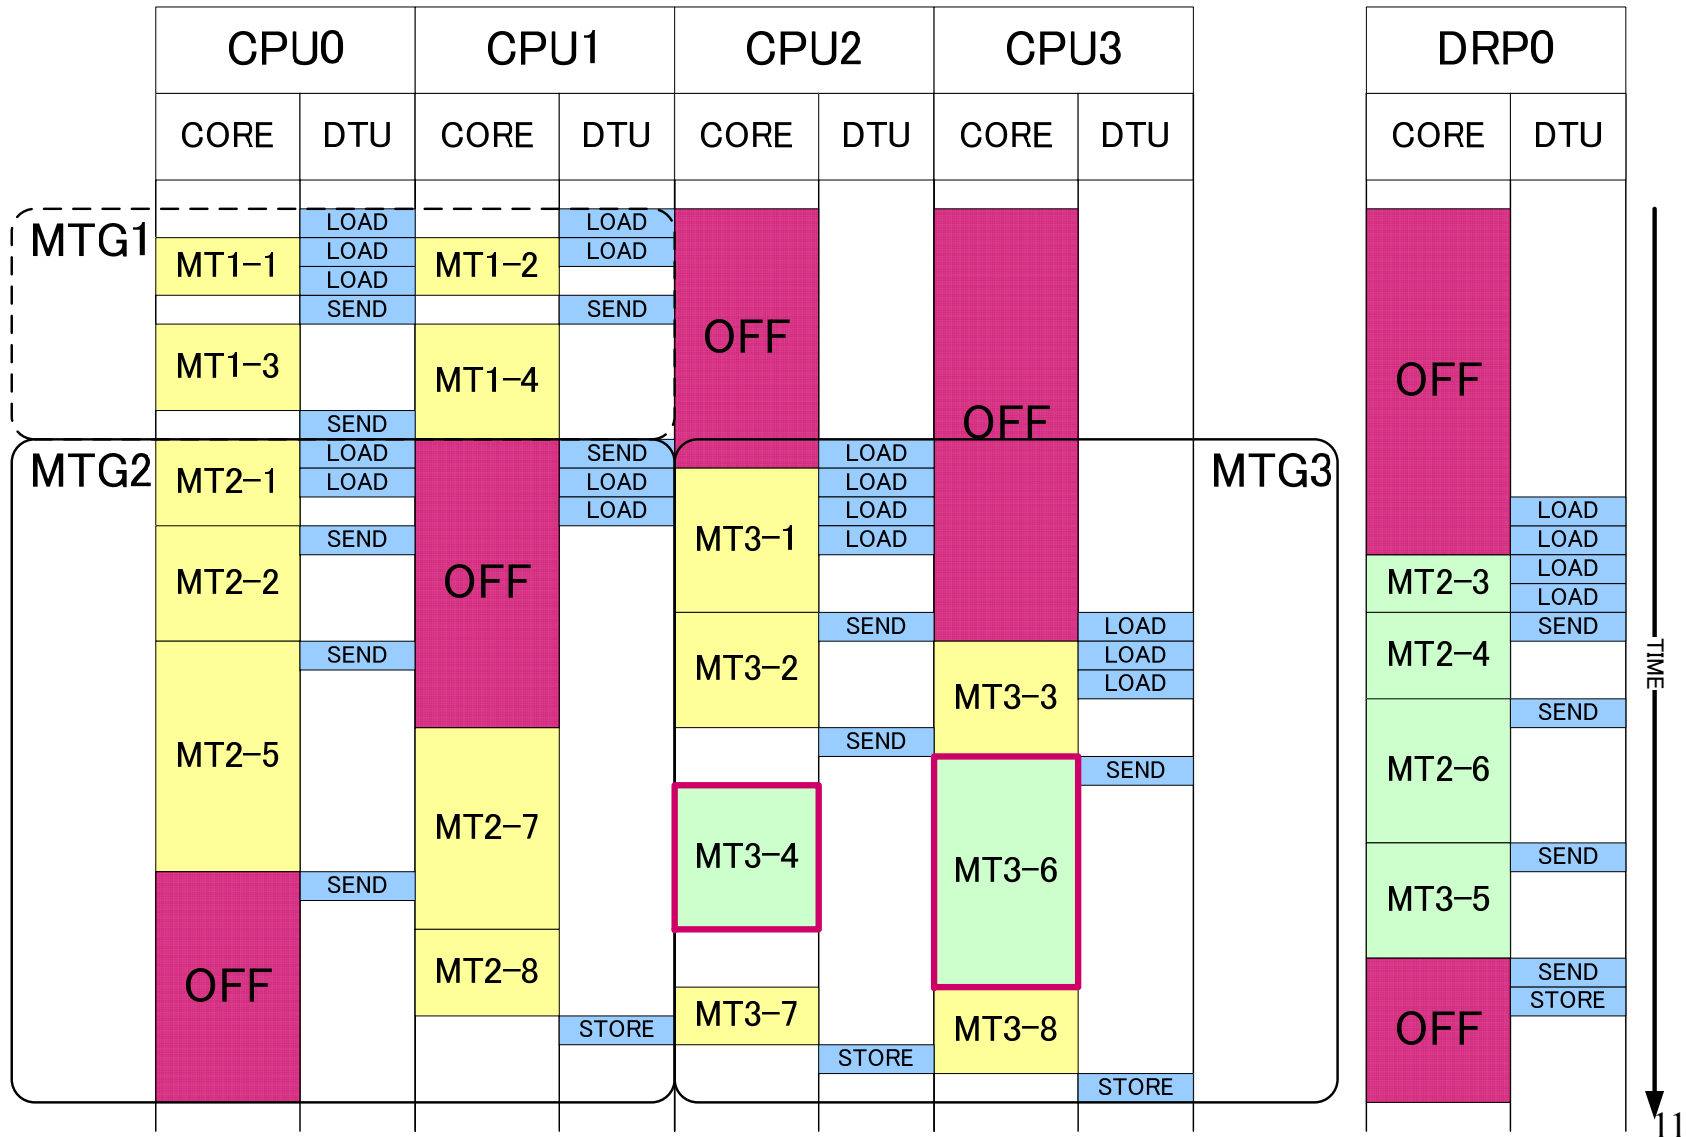 CPU0 CPU1 CPU2 CPU3 DRP0
CORE DTU CORE DTU CORE DTU CORE DTU CORE DTU
LOAD LOAD
MTG1
LOAD LOAD
MT1-1 MT1-2
LOAD
SEND SEND
OFF
MT1-3 MT1-4 OFF
OFF
SEND
LOAD SEND LOAD
MTG2 MTG3
MT2-1
LOAD LOAD LOAD
LOAD LOAD LOAD
SEND MT3-1 LOAD LOAD
MT2-2 OFF MT2-3 LOAD
LOAD
SEND LOAD SEND
SEND MT3-2 LOAD MT2-4
TIME
MT3-3 LOAD
SEND
SEND
MT2-5 SEND MT2-6
MT2-7
MT3-4 MT3-6 SEND
SEND
MT3-5
MT2-8 SEND
OFF STORE
MT3-7
STORE MT3-8 OFF
STORE
STORE
11